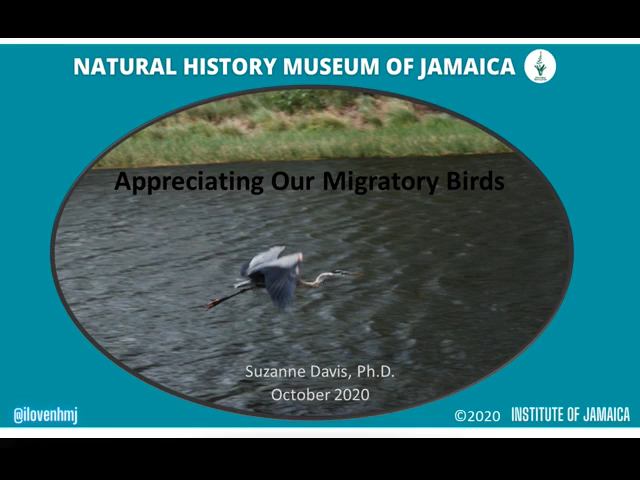 NATURAL HISTORY MUSEUM OF JAMAICA
Appreciating Our Migratory Birds
Suzanne Davis, Ph.D.
October 2020
@ilovenhmj
©2020 INSTITUTE OF JAMAICA